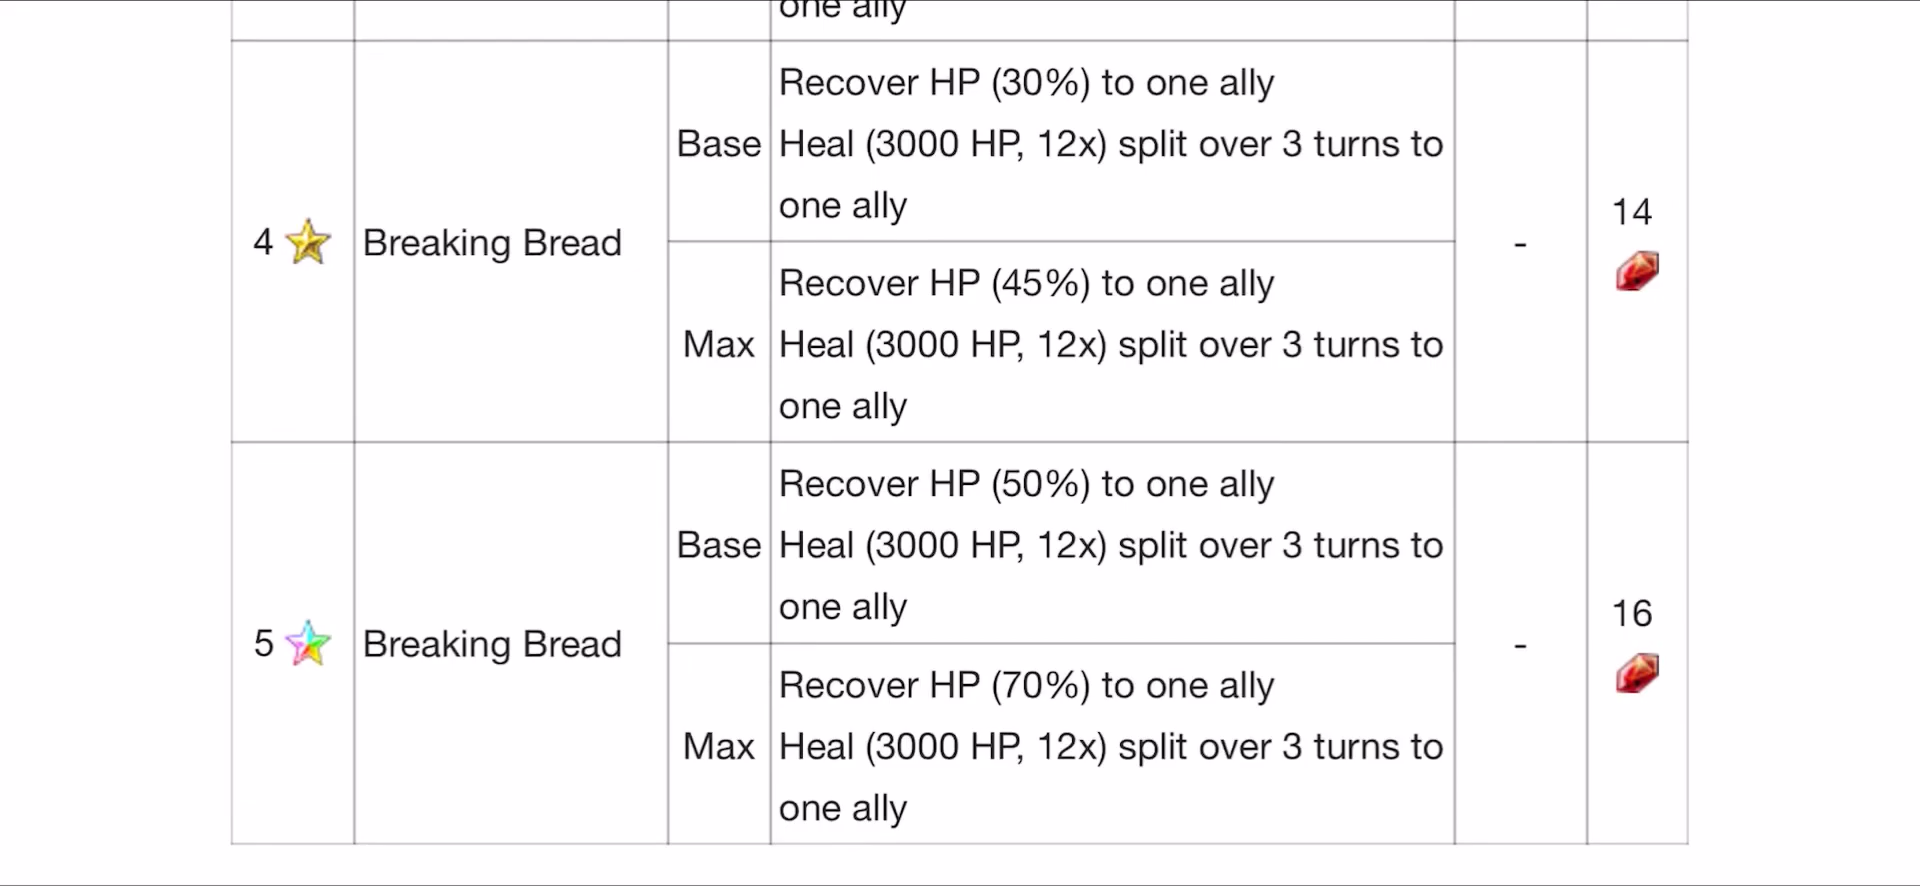 one ally
4
Breaking Bread
Base
Recover HP (30%) to one ally
Heal (3000 HP, 12x) split over 3 turns to
one ally
Max
Recover HP (45%) to one ally
Heal (3000 HP, 12x) split over 3 turns to
one ally
-
14
5
Breaking Bread
Base
Recover HP (50%) to one ally
Heal (3000 HP, 12x) split over 3 turns to
one ally
Max
Recover HP (70%) to one ally
Heal (3000 HP, 12x) split over 3 turns to
one ally
-
16